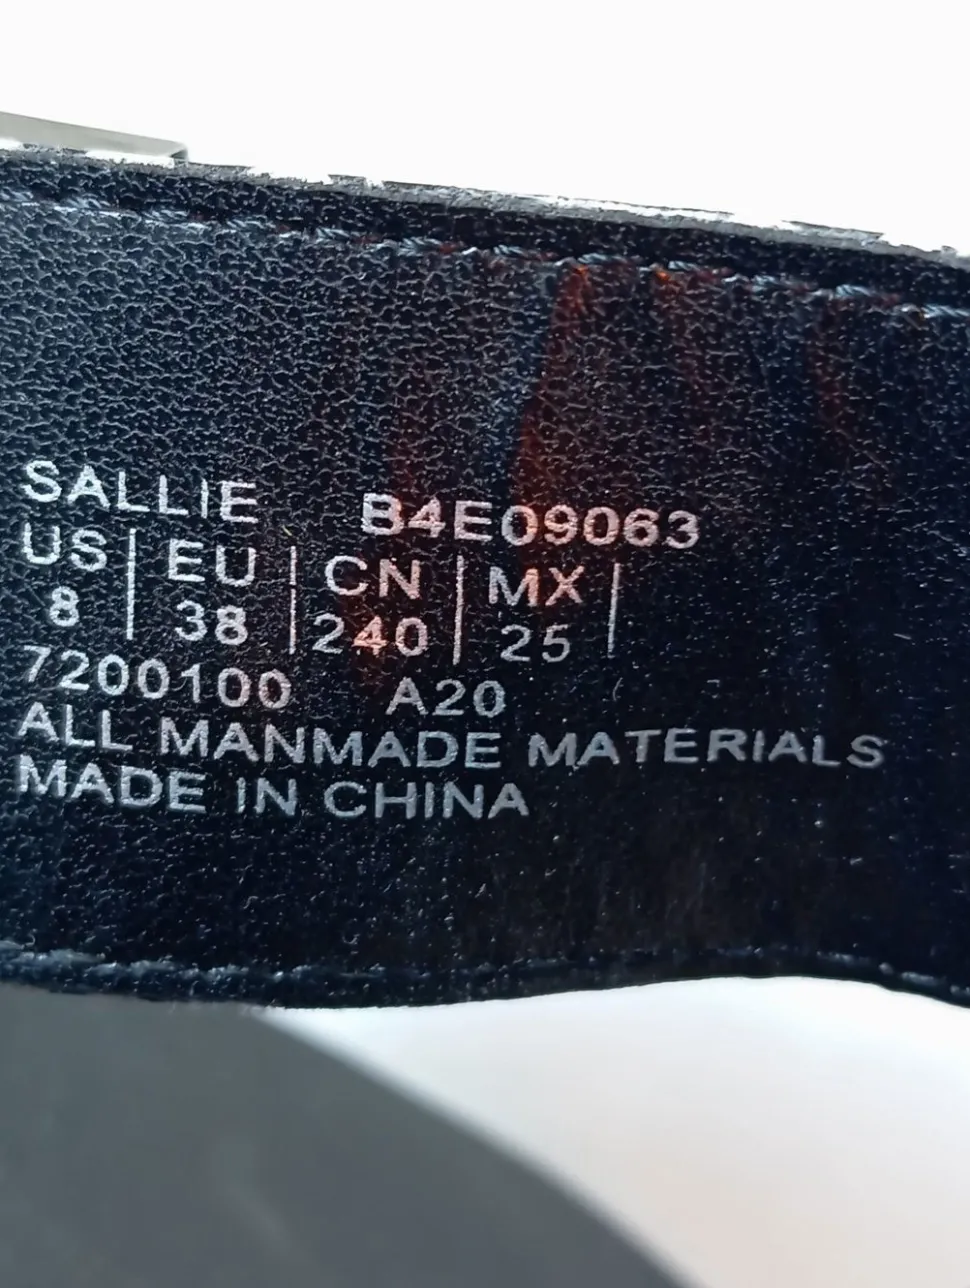 SALLIE B4E09063
US | EU | CN | MX |
8 | 38 | 240 | 25 |
7200100 A20
ALL MANMADE MATERIALS
MADE IN CHINA